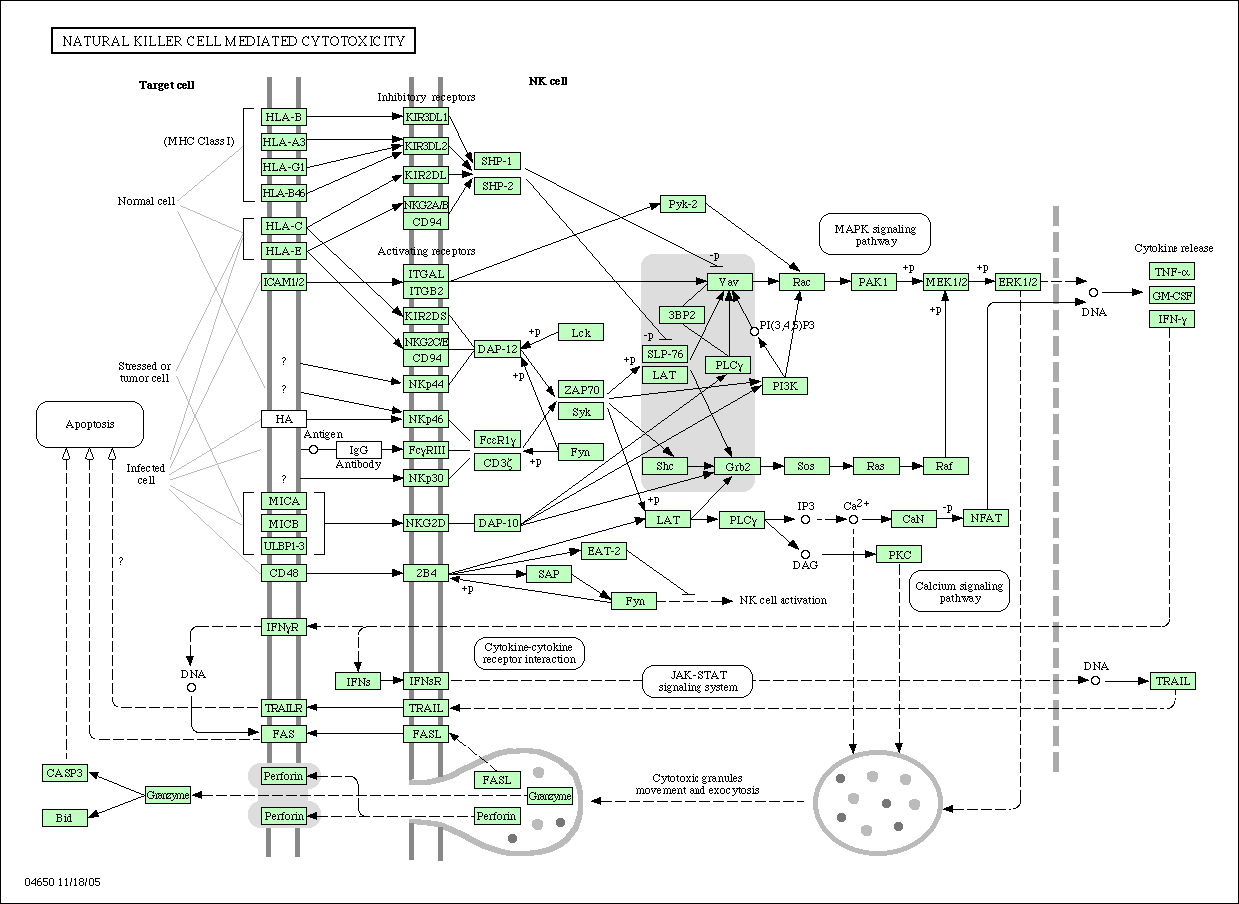 NATURAL KILLER CELL MEDIATED CYTOTOXICITY
Target cell
NK cell
Inhibitory receptors
HLA-B
KIR3DL1
(MHC Class I)
HLA-A3
KIR3DL2
HLA-G1
SHP-1
KIR2DL
SHP-2
HLA-B46
Normal cell
NKG2A/B
CD94
Pyk-2
HLA-C
MAPK signaling
pathway
HLA-E
Activating receptors
Cytokine release
-p
ITGAL
TNF-α
ICAM1/2
ITGB2
Vav
Rac
PAK1
+p
MEK1/2
+p
ERK1/2
GM-CSF
DNA
IFN-γ
KIR2DS
3BP2
+p
PI(3,4,5)P3
Lck
+p
-p
NKG2C/E
CD94
DAP-12
SLP-76
?
+p
Stressed or
tumor cell
LAT
PLCγ
+p
NKp44
PI3K
?
ZAP70
Syk
HA
NKp46
Apoptosis
Antigen
FcεR1γ
IgG
FcγRIII
Fyn
Antibody
CD3ζ
+p
Infected
cell
Shc
Grb2
Sos
Ras
Raf
?
NKp30
MICA
+p
IP3
Ca2+
MICB
NKG2D
DAP-10
LAT
PLCγ
CaN
-p
NFAT
ULBP1-3
EAT-2
DAG
PKC
?
CD48
2B4
SAP
+p
Calcium signaling
pathway
Fyn
NK cell activation
IFNγR
Cytokine-cytokine
receptor interaction
DNA
IFNs
IFNsR
JAK-STAT
signaling system
DNA
TRAIL
TRAILR
TRAIL
FAS
FASL
CASP3
Perforin
FASL
Cytotoxic granules
movement and exocytosis
Granzyme
Granzyme
Bid
Perforin
Perforin
04650 11/18/05